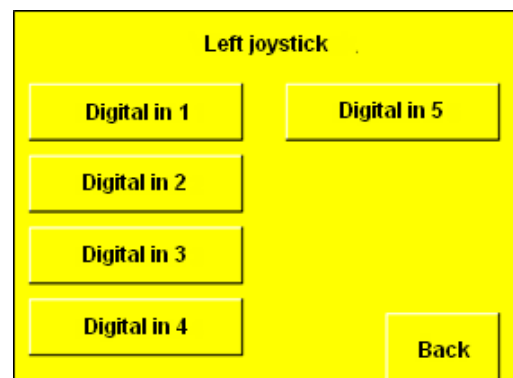 Left joystick
Digital in 1
Digital in 5
Digital in 2
Digital in 3
Digital in 4
Back